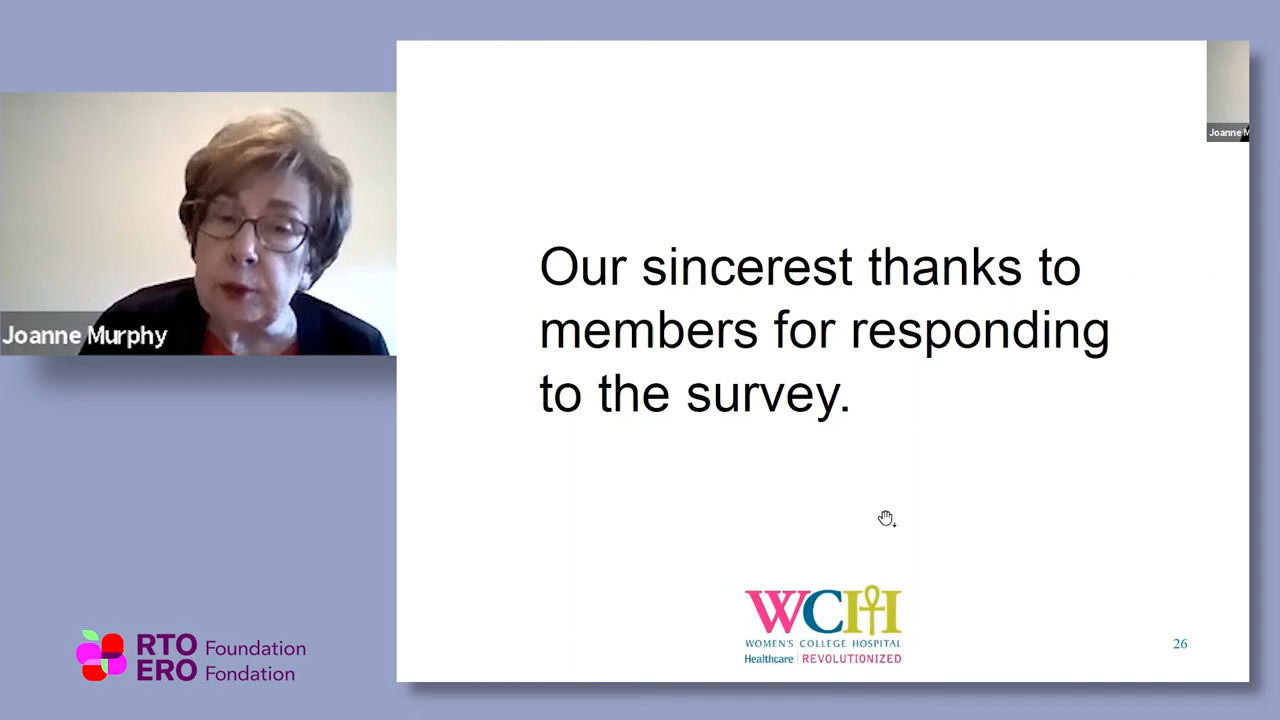 Joanne Murphy
RTO Foundation
ERO Fondation
Our sincerest thanks to
members for responding
to the survey.
WCH
WOMEN'S COLLEGE HOSPITAL
Healthcare | REVOLUTIONIZED
26
Joanne M